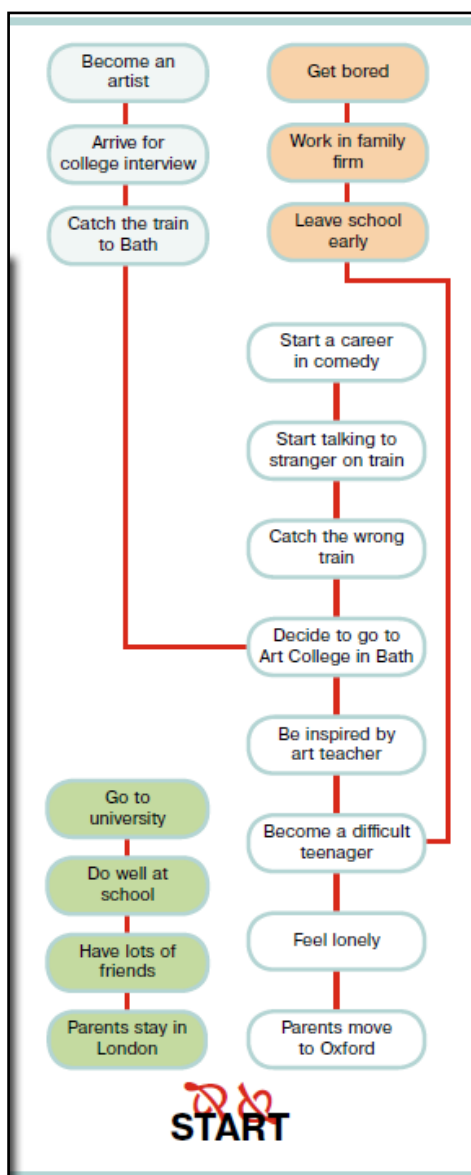 Become an
artist
Get bored
Arrive for
college interview
Work in family
firm
Catch the train
to Bath
Leave school
early
Start a career
in comedy
Start talking to
stranger on train
Catch the wrong
train
Decide to go to
Art College in Bath
Be inspired by
art teacher
Go to
university
Become a difficult
teenager
Do well at
school
Have lots of
friends
Feel lonely
Parents stay in
London
Parents move
to Oxford
START